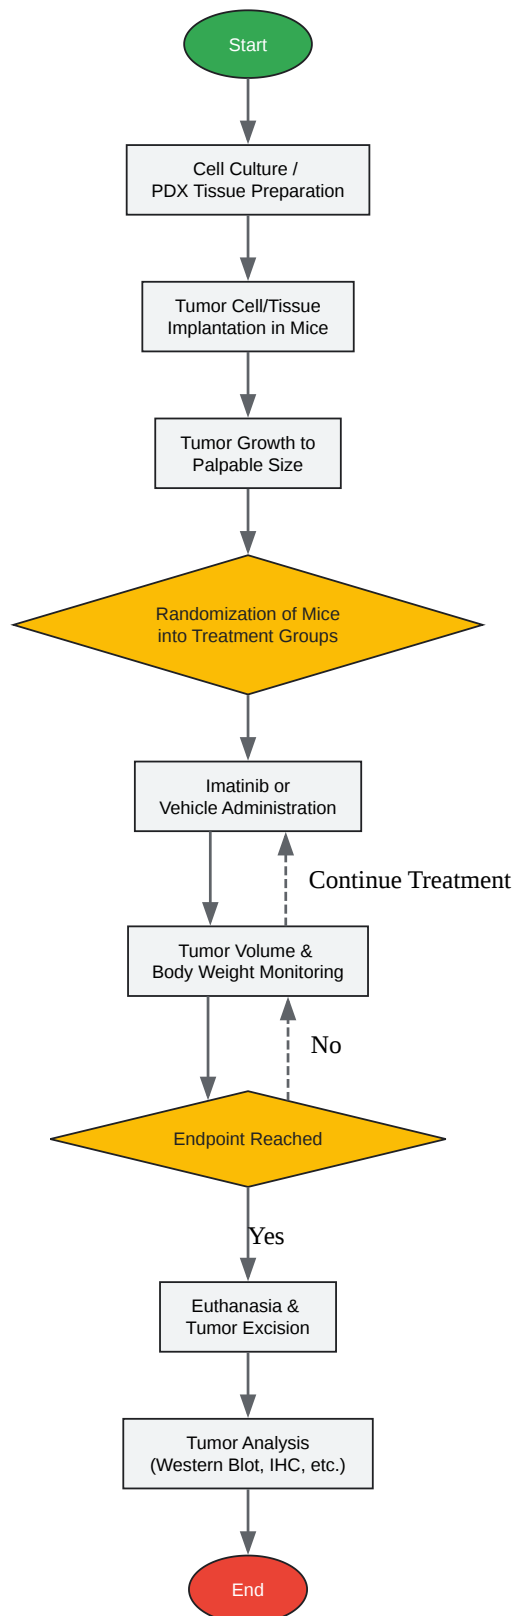 Start
Cell Culture /
PDX Tissue Preparation
Tumor Cell/Tissue
Implantation in Mice
Tumor Growth to
Palpable Size
Randomization of Mice
into Treatment Groups
Imatinib or
Vehicle Administration
Continue Treatment
Tumor Volume &
Body Weight Monitoring
No
Endpoint Reached
Yes
Euthanasia &
Tumor Excision
Tumor Analysis
(Western Blot, IHC, etc.)
End